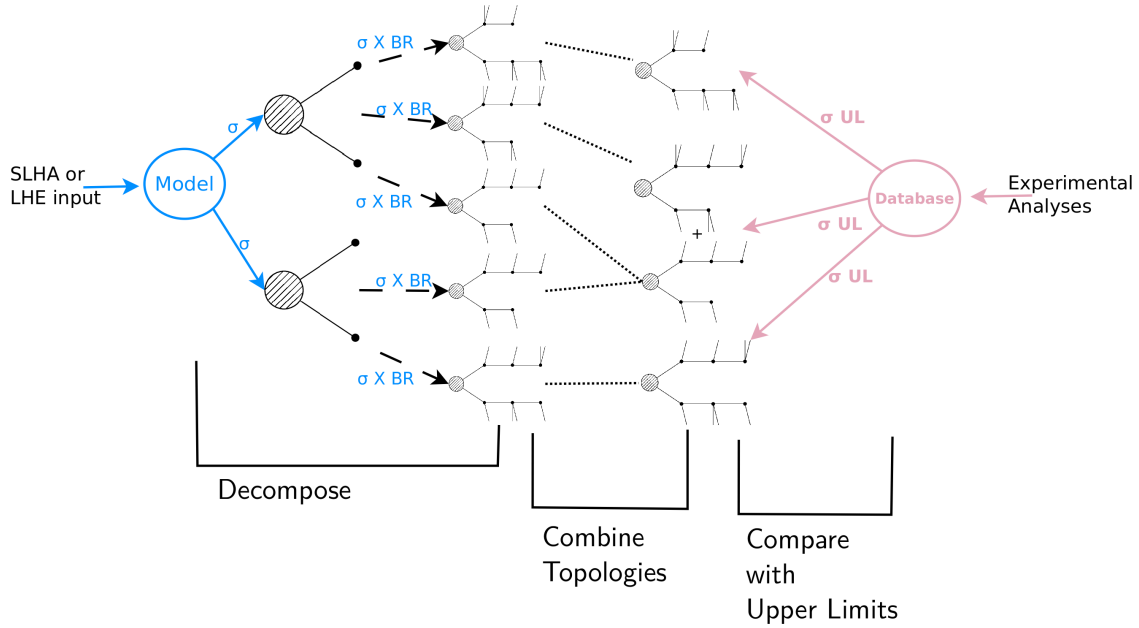 σ X BR
σ X BR
σ
σ UL
SLHA or
LHE input
Model
Database
Experimental
Analyses
σ X BR
σ UL
+
σ
σ X BR
σ UL
σ X BR
Decompose
Combine
Topologies
Compare
with
Upper Limits